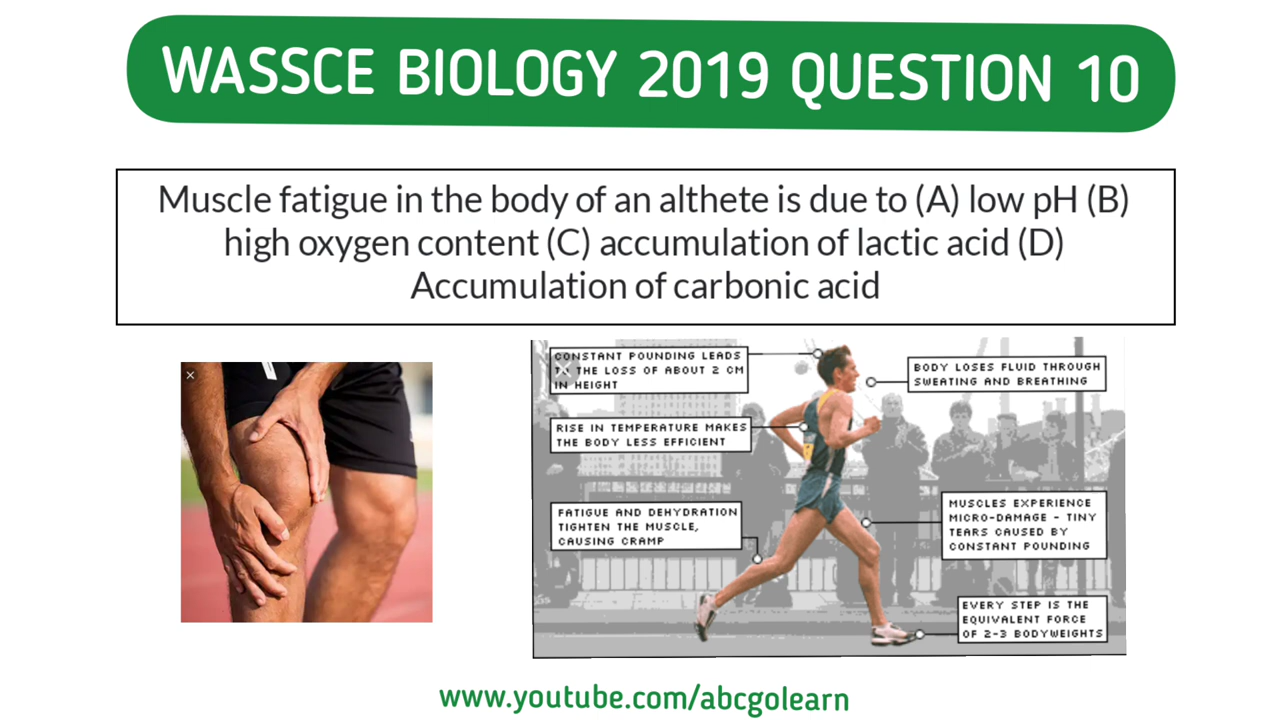 WASSCE BIOLOGY 2019 QUESTION 10
Muscle fatigue in the body of an althete is due to (A) low pH (B)
high oxygen content (C) accumulation of lactic acid (D)
Accumulation of carbonic acid
CONSTANT POUNDING LEADS
TO THE LOSS OF ABOUT 2 CM
IN HEIGHT
RISE IN TEMPERATURE MAKES
THE BODY LESS EFFICIENT
FATIGUE AND DEHYDRATION
TIGHTEN THE MUSCLE,
CAUSING CRAMP
BODY LOSES FLUID THROUGH
SWEATING AND BREATHING
MUSCLES EXPERIENCE
MICRO-DAMAGE - TINY
TEARS CAUSED BY
CONSTANT POUNDING
EVERY STEP IS THE
EQUIVALENT FORCE
OF 2-3 BODYWEIGHTS
www.youtube.com/abcgolearn